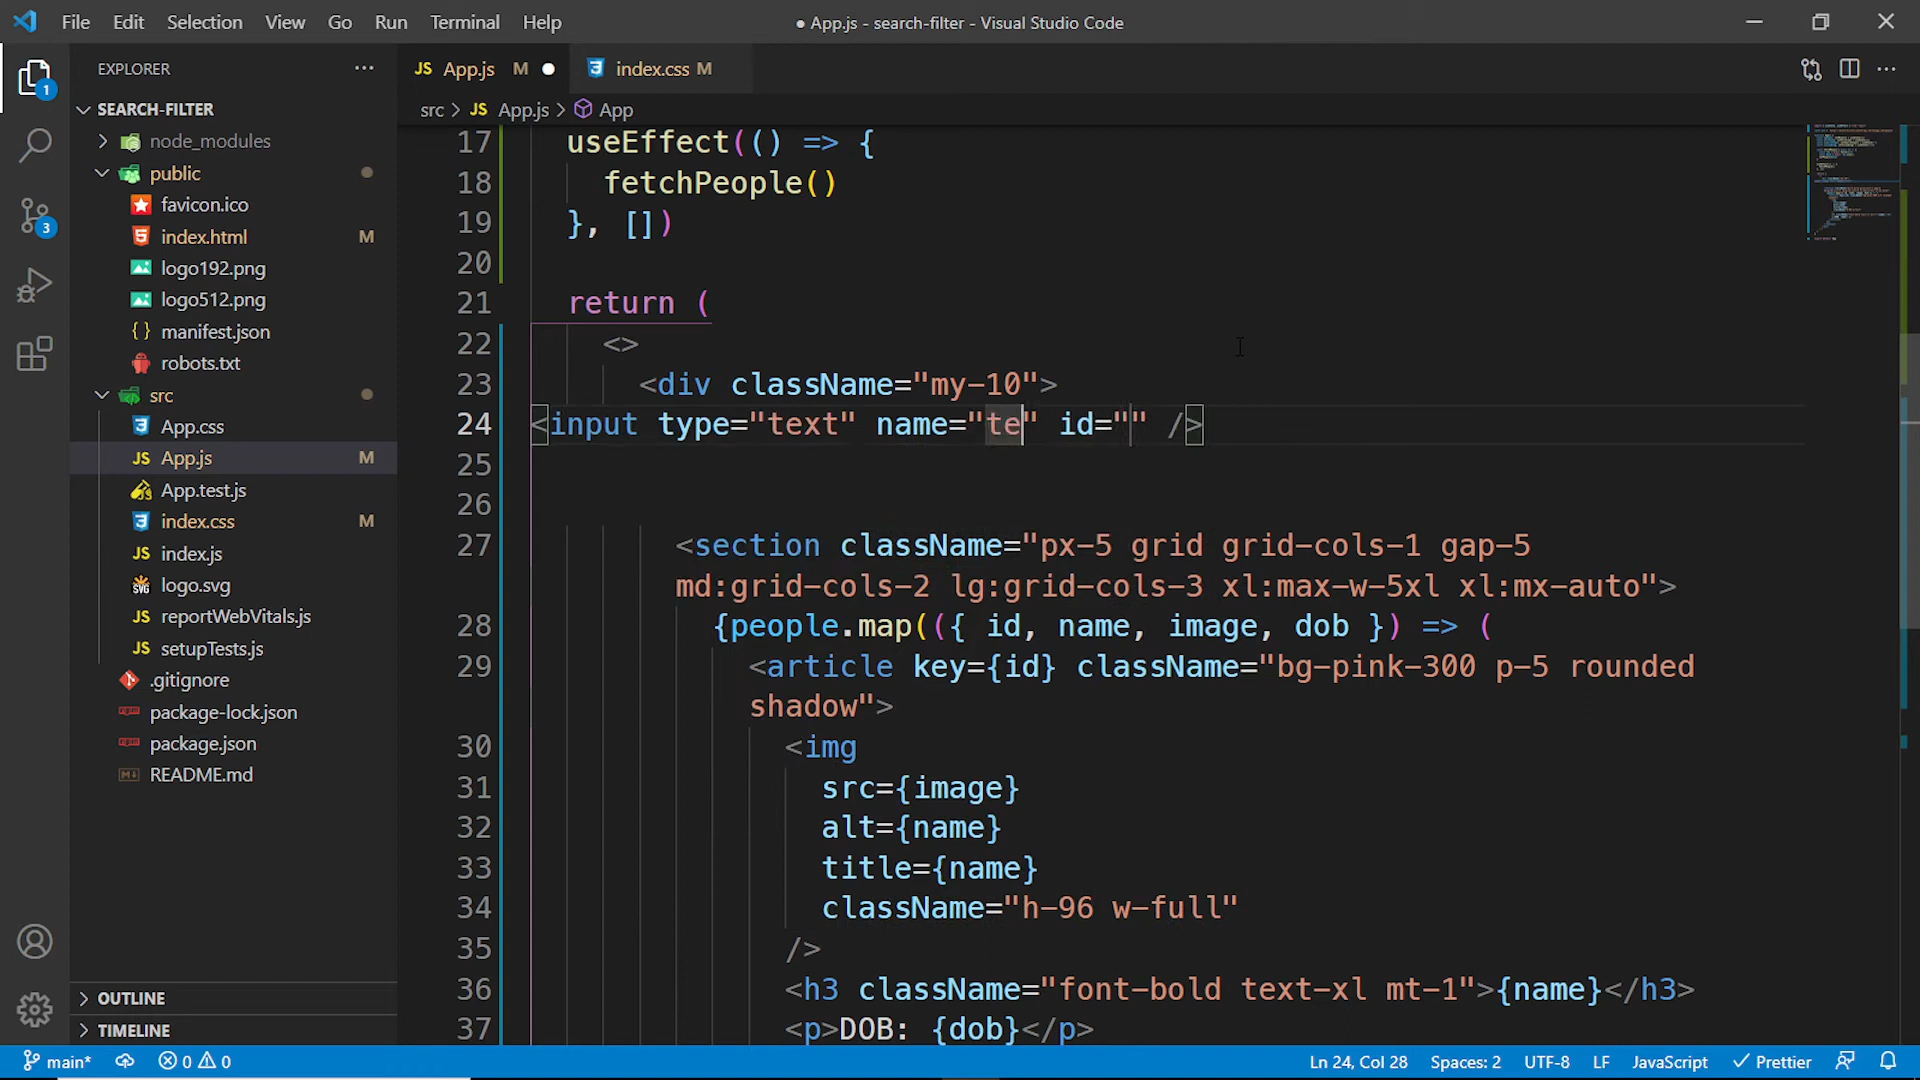 File Edit Selection View Go Run Terminal Help
● App.js - search-filter - Visual Studio Code
EXPLORER
SEARCH-FILTER
node_modules
public
favicon.ico
index.html M
logo192.png
logo512.png
manifest.json
robots.txt
src
App.css
App.js M
App.test.js
index.css M
index.js
logo.svg
reportWebVitals.js
setupTests.js
.gitignore
package-lock.json
package.json
README.md
OUTLINE
TIMELINE
1
3
JS App.js M
index.css M
src > JS App.js > App
17 useEffect(() => {
18 fetchPeople()
19 }, [])
20
21 return (
22 <>
23 <div className="my-10">
24 <input type="text" name="te" id="" />
25
26
27 <section className="px-5 grid grid-cols-1 gap-5
md:grid-cols-2 lg:grid-cols-3 xl:max-w-5xl xl:mx-auto">
28 {people.map(({ id, name, image, dob }) => (
29 <article key={id} className="bg-pink-300 p-5 rounded
shadow">
30 <img
31 src={image}
32 alt={name}
33 title={name}
34 className="h-96 w-full"
35 />
36 <h3 className="font-bold text-xl mt-1">{name}</h3>
37 <p>DOB: {dob}</p>
main* 0 0
Ln 24, Col 28 Spaces: 2 UTF-8 LF JavaScript Prettier